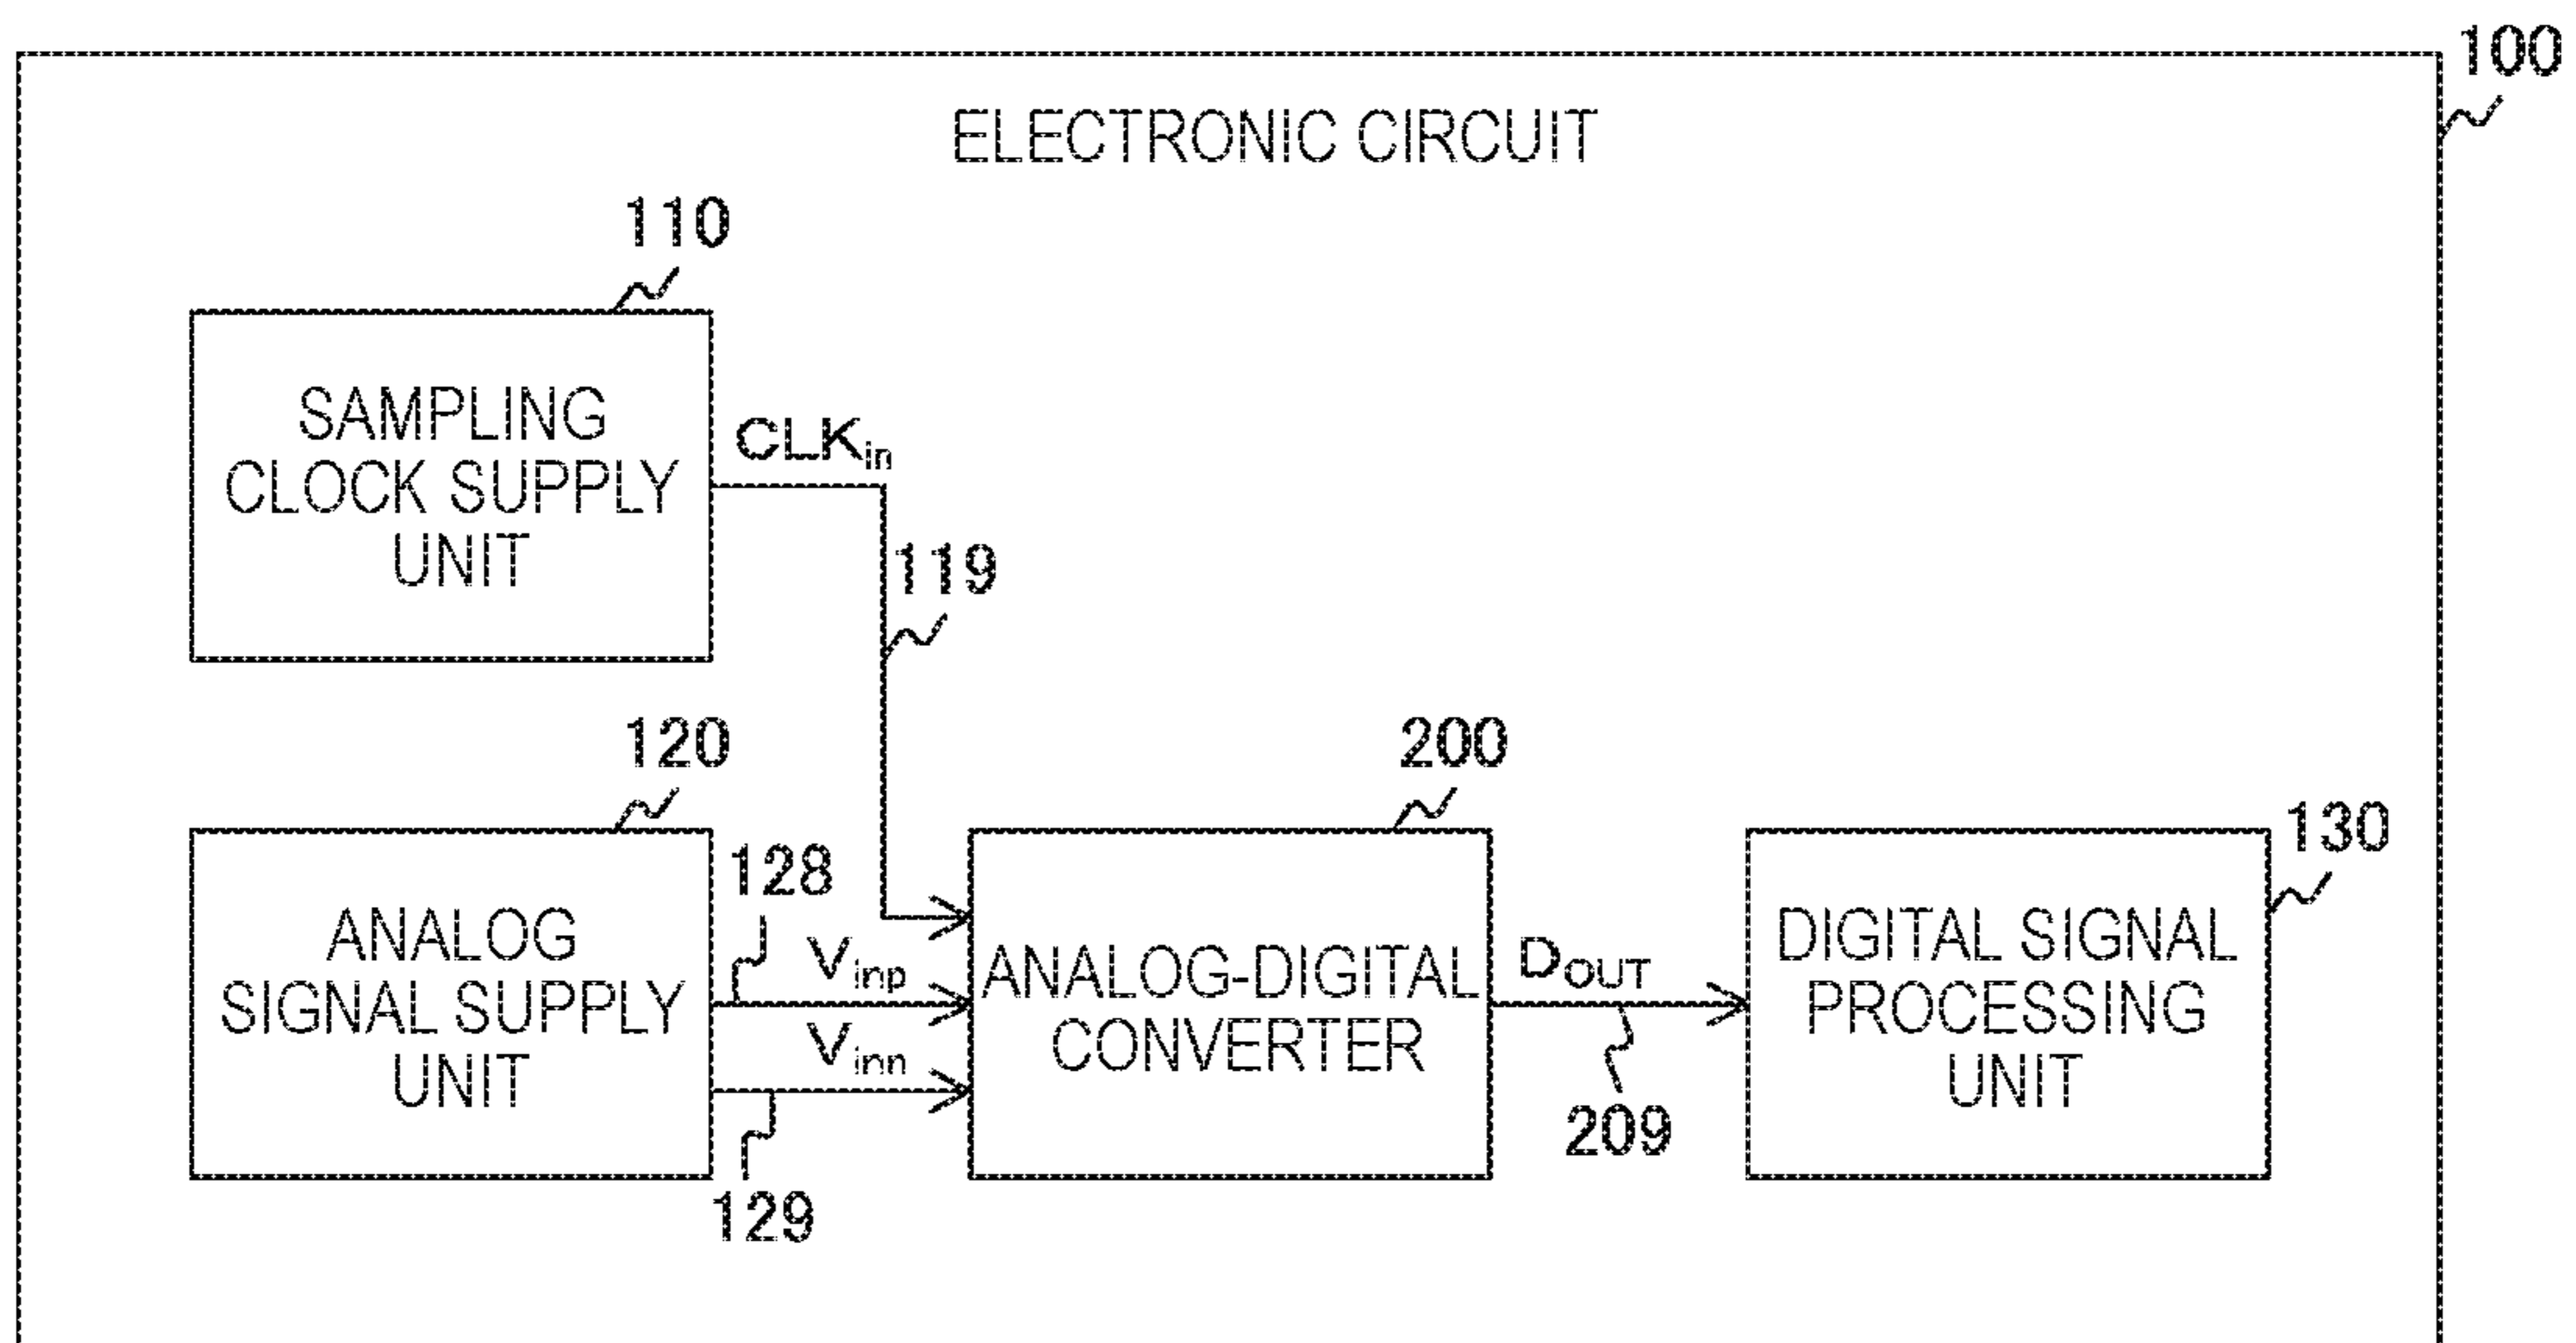 100
ELECTRONIC CIRCUIT
110
SAMPLING
CLOCK SUPPLY
UNIT
CLKin
119
120
ANALOG
SIGNAL SUPPLY
UNIT
128
Vinp
Vinn
129
200
ANALOG-DIGITAL
CONVERTER
DOUT
209
130
DIGITAL SIGNAL
PROCESSING
UNIT